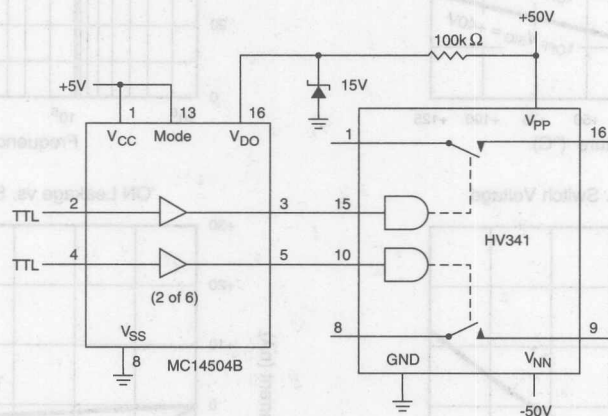 +50V
100k Ω
15V
+5V
1
13
16
V_CC
Mode
V_DO
V_PP
1
16
TTL
2
3
15
HV341
TTL
4
5
10
(2 of 6)
V_SS
8
MC14504B
8
9
GND
V_NN
-50V